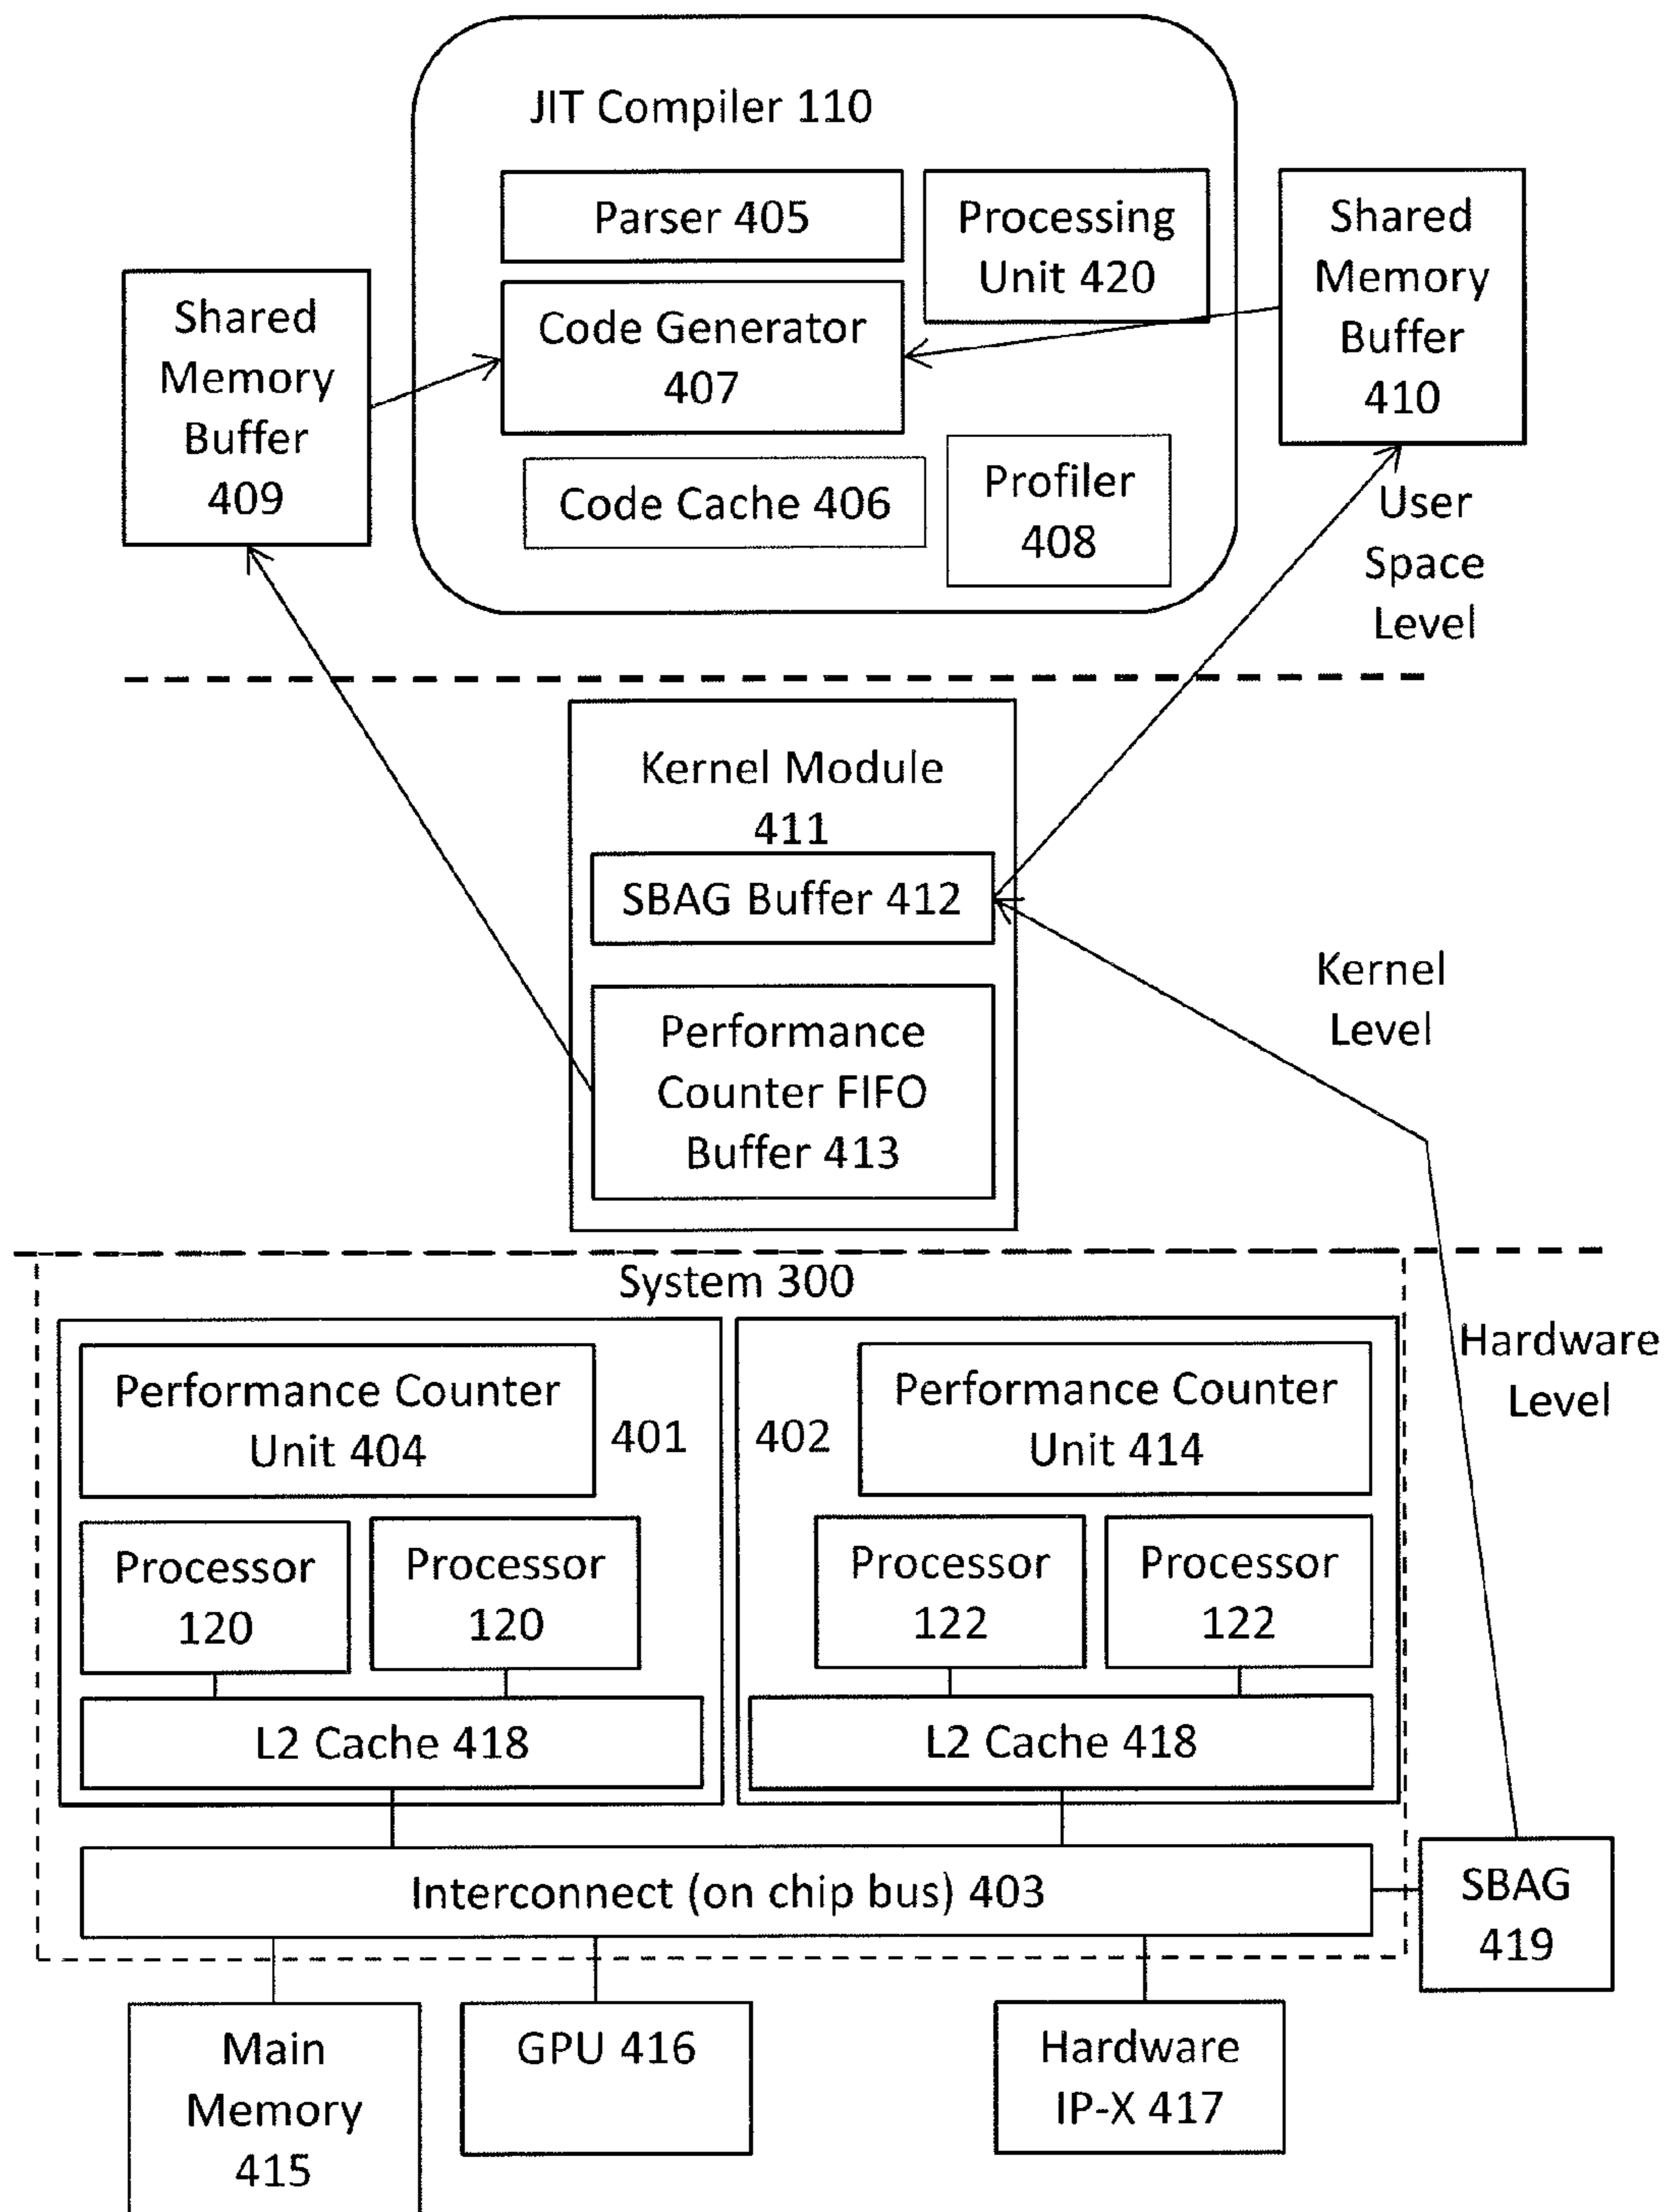 JIT Compiler 110
Parser 405
Processing
Unit 420
Shared
Memory
Buffer
410
Shared
Memory
Buffer
409
Code Generator
407
Code Cache 406
Profiler
408
User
Space
Level
Kernel Module
411
SBAG Buffer 412
Performance
Counter FIFO
Buffer 413
Kernel
Level
System 300
Hardware
Level
Performance Counter
Unit 404
401
402
Performance Counter
Unit 414
Processor
120
Processor
120
Processor
122
Processor
122
L2 Cache 418
L2 Cache 418
Interconnect (on chip bus) 403
SBAG
419
Main
Memory
415
GPU 416
Hardware
IP-X 417